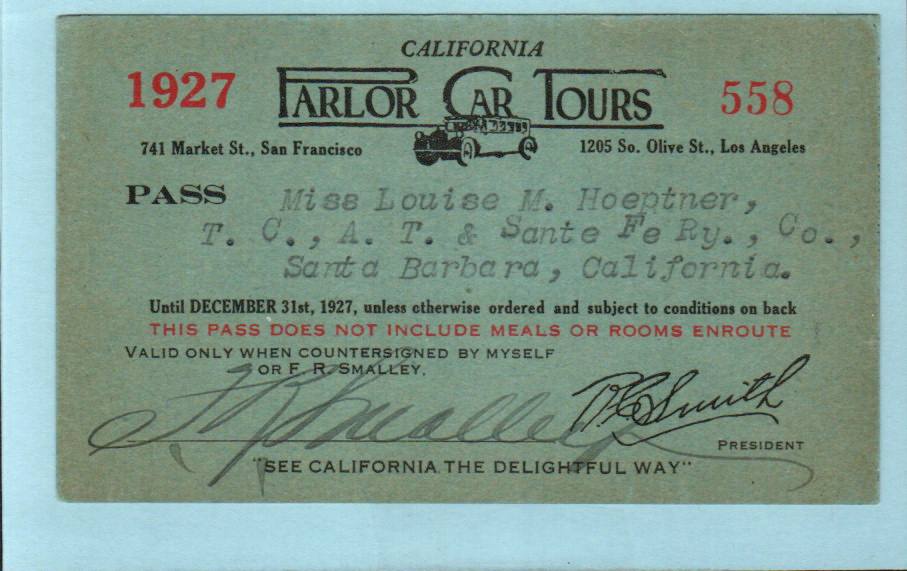 CALIFORNIA
1927 PARLOR CAR TOURS 558
741 Market St., San Francisco 1205 So. Olive St., Los Angeles
PASS Miss Louise M. Hoeptner,
T. C., A. T. & Sante Fe Ry., Co.,
Santa Barbara, California.
Until DECEMBER 31st, 1927, unless otherwise ordered and subject to conditions on back
THIS PASS DOES NOT INCLUDE MEALS OR ROOMS ENROUTE
VALID ONLY WHEN COUNTERSIGNED BY MYSELF
OR F. R. SMALLEY.
F R Smalley Smith
PRESIDENT
"SEE CALIFORNIA THE DELIGHTFUL WAY"